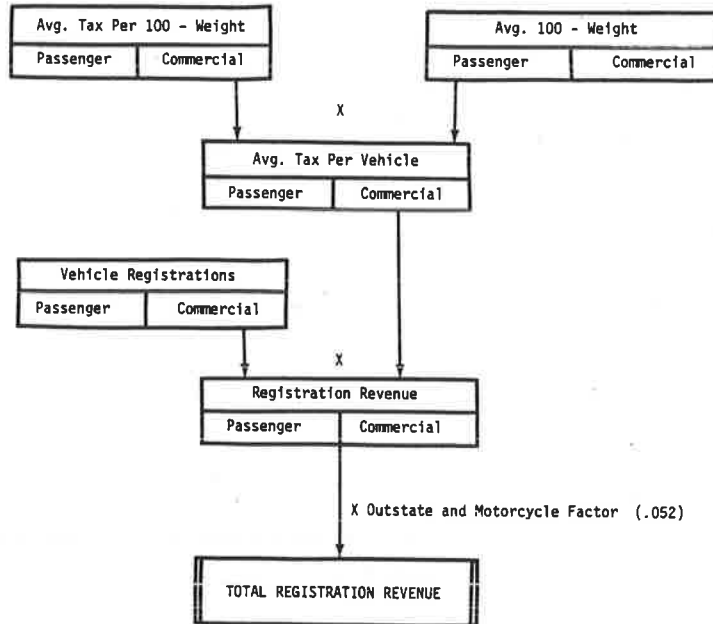 Avg. Tax Per 100 - Weight
Passenger Commercial
Avg. 100 - Weight
Passenger Commercial
X
Avg. Tax Per Vehicle
Passenger Commercial
Vehicle Registrations
Passenger Commercial
X
Registration Revenue
Passenger Commercial
X Outstate and Motorcycle Factor (.052)
TOTAL REGISTRATION REVENUE